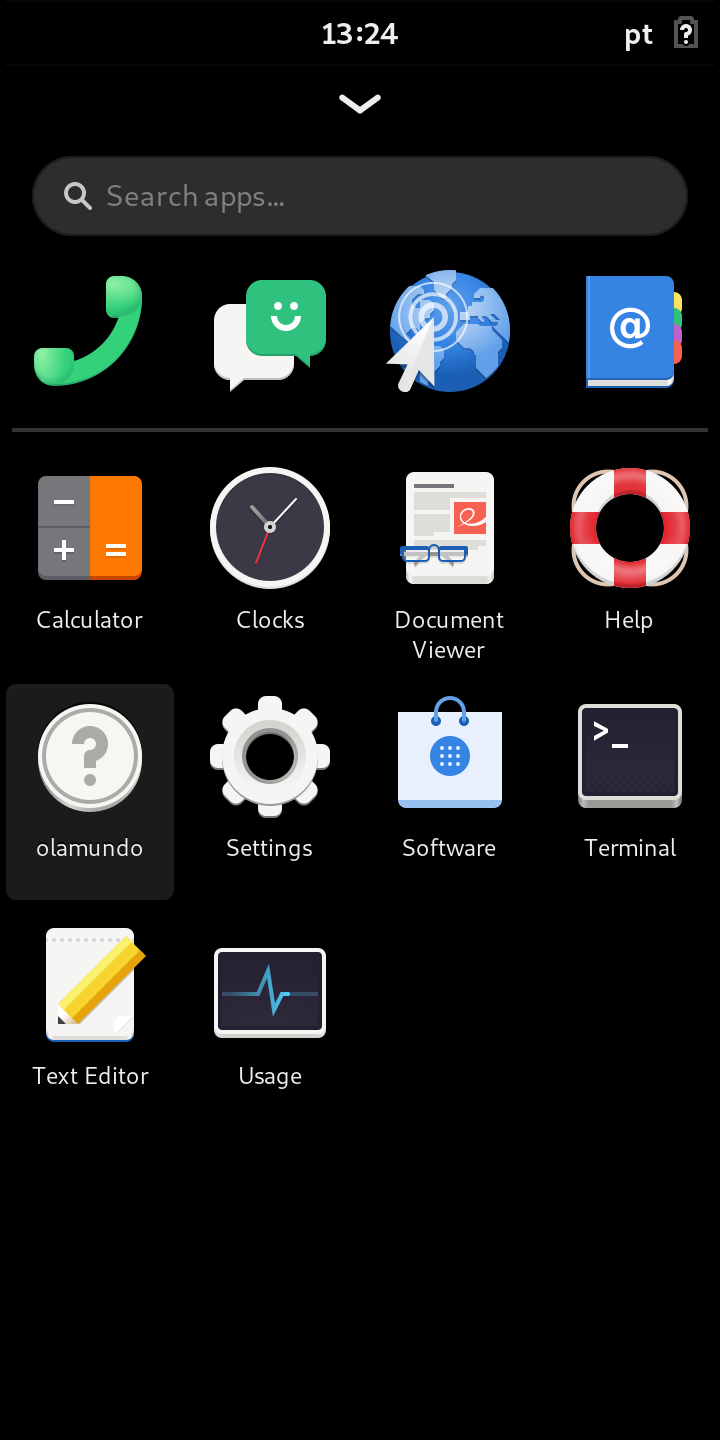 13:24
pt
Search apps...
Calculator
Clocks
Document
Viewer
Help
olamundo
Settings
Software
Terminal
Text Editor
Usage